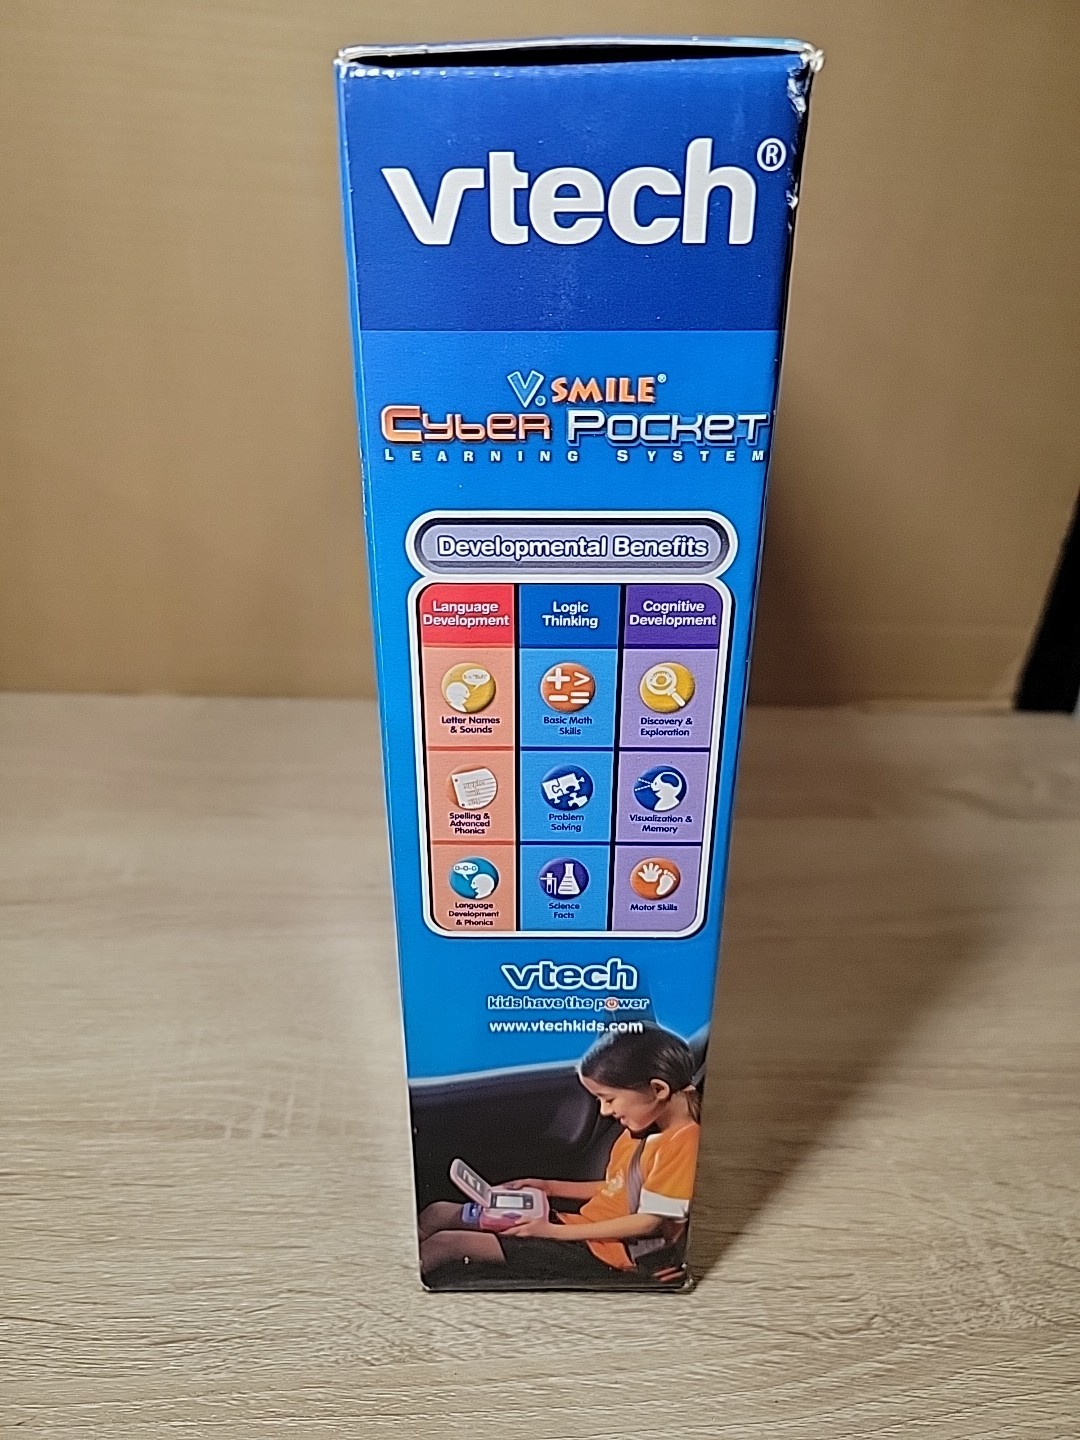 vtech®
V.SMILE®
CYBER POCKET
LEARNING SYSTEM
Developmental Benefits
Language
Development
Logic
Thinking
Cognitive
Development
Letter Names
& Sounds
Basic Math
Skills
Discovery &
Exploration
Spelling &
Advanced
Phonics
Problem
Solving
Visualization &
Memory
D-O-G
Language
Development
& Phonics
Science
Facts
Motor Skills
vtech
kids have the power
www.vtechkids.com